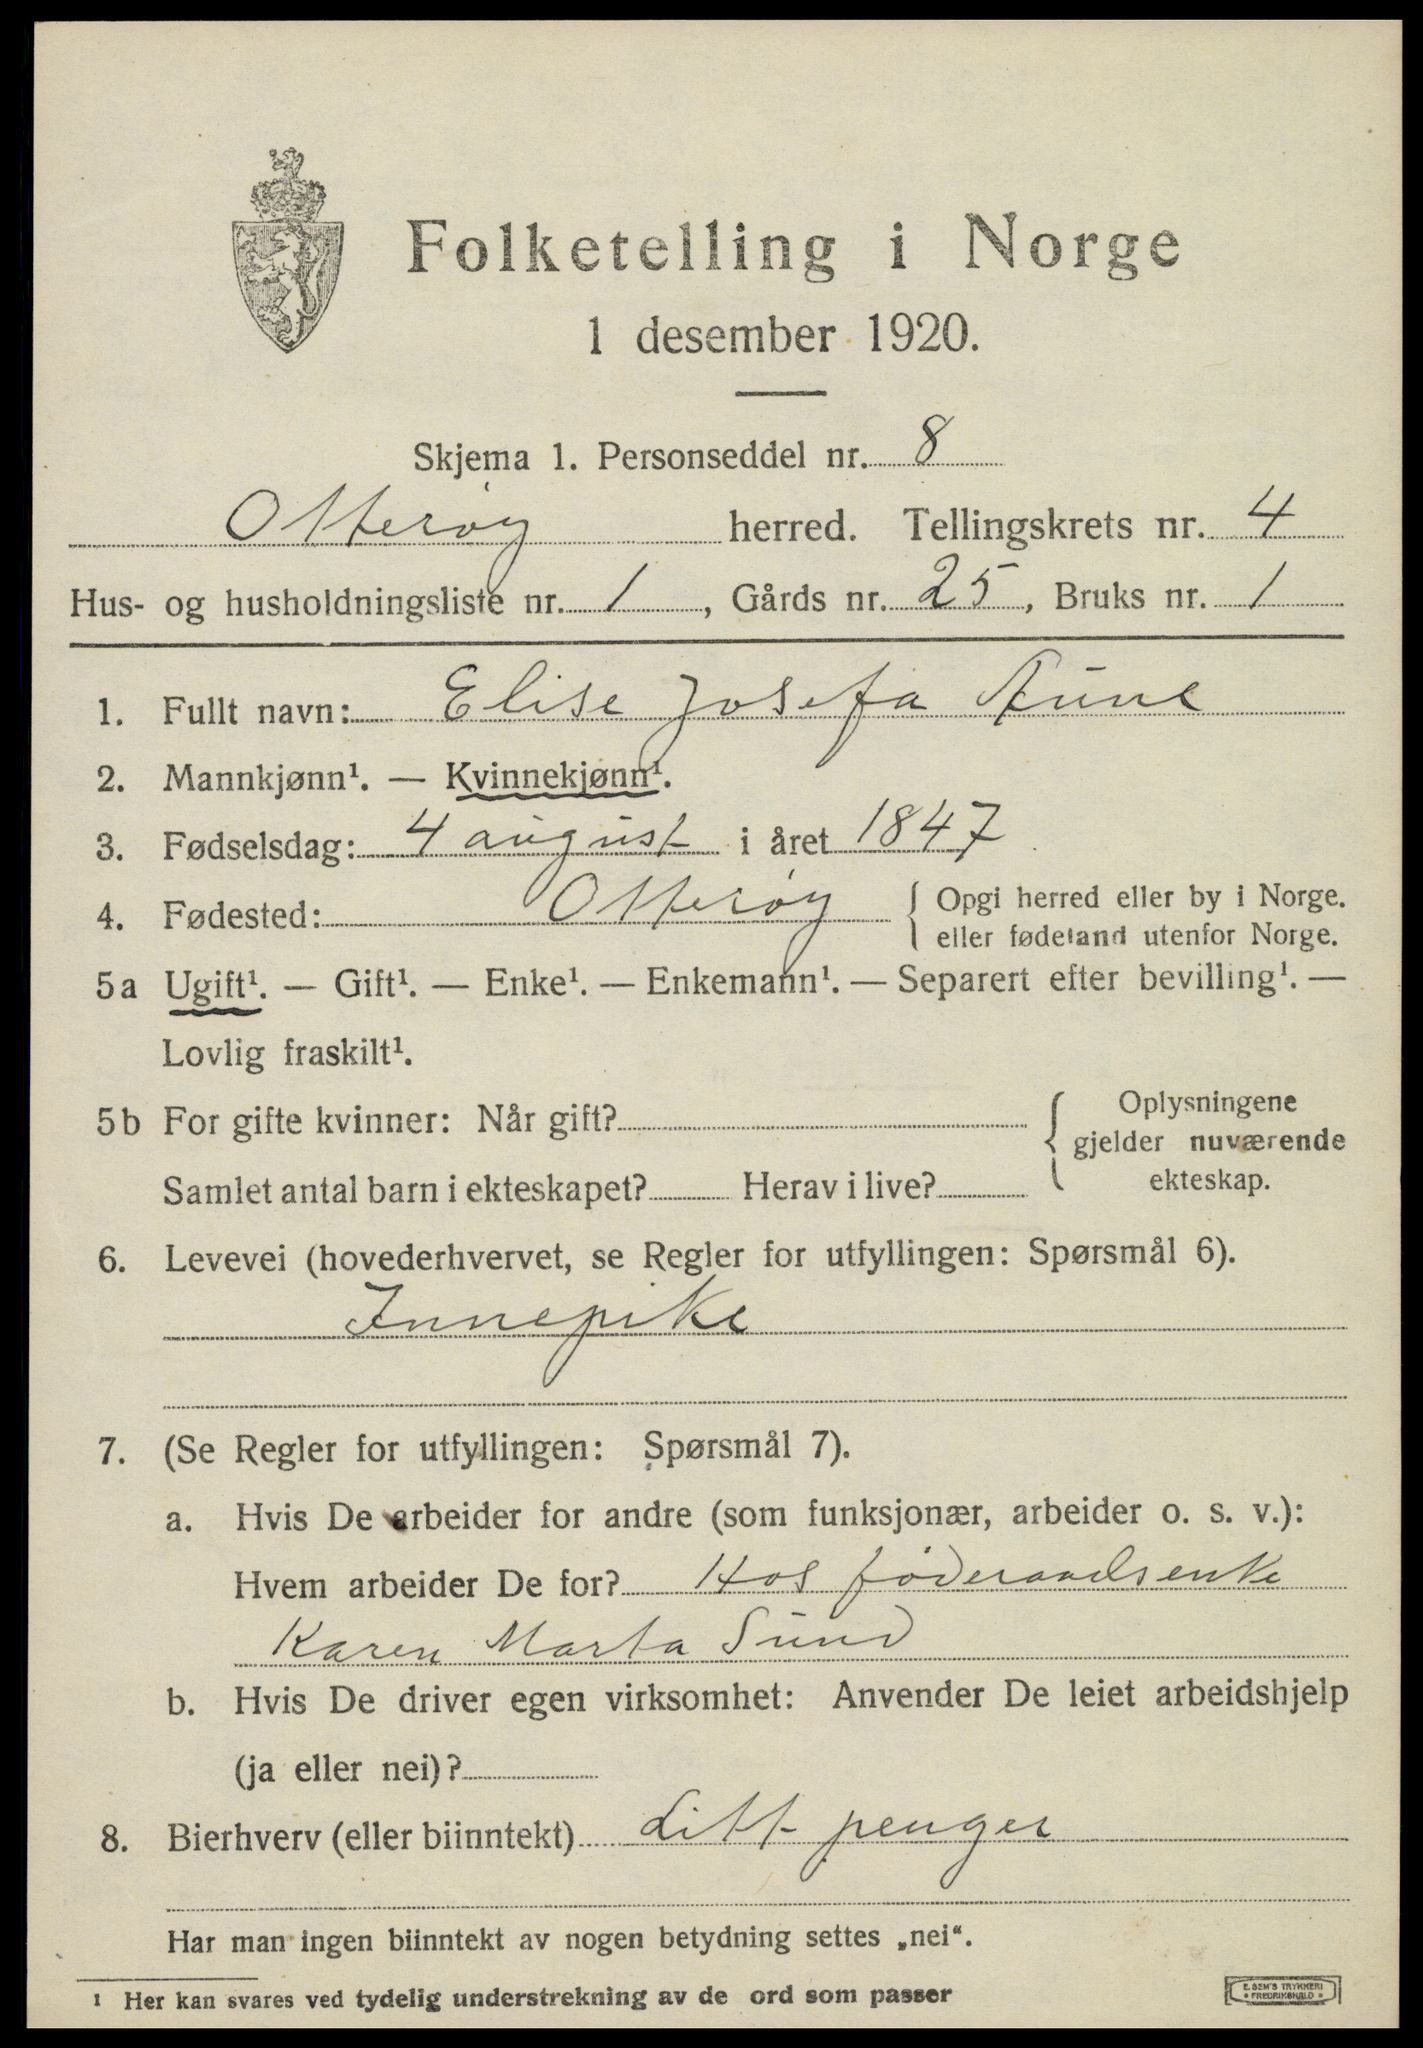 Folketelling i Norge
1 desember 1920.
Skjema 1. Personseddel nr. 8
Otterøy herred. Tellingskrets nr. 4
Hus- og husholdningsliste nr. 1, Gårds nr. 25, Bruks nr. 1
1. Fullt navn: Elise Josefa Aune
2. Mannkjønn¹. — Kvinnekjønn¹.
3. Fødselsdag: 4 august i året 1847
4. Fødested: Otterøy { Opgi herred eller by i Norge.
eller fødeland utenfor Norge.
5a Ugift¹. — Gift¹. — Enke¹. — Enkemann¹. — Separert efter bevilling¹. —
Lovlig fraskilt¹.
5b For gifte kvinner: Når gift? { Oplysningene
gjelder nuværende
ekteskap.
Samlet antal barn i ekteskapet? Herav i live?
6. Levevei (hovederhvervet, se Regler for utfyllingen: Spørsmål 6).
Innepike
7. (Se Regler for utfyllingen: Spørsmål 7).
a. Hvis De arbeider for andre (som funksjonær, arbeider o. s. v.):
Hvem arbeider De for? Hos føderaadsenke
Karen Marta Sund
b. Hvis De driver egen virksomhet: Anvender De leiet arbeidshjelp
(ja eller nei)?
8. Bierhverv (eller biinntekt) Litt penger
Har man ingen biinntekt av nogen betydning settes „nei“.
¹ Her kan svares ved tydelig understrekning av de ord som passer
E. SEM'S TRYKKERI
FREDRIKSHALD